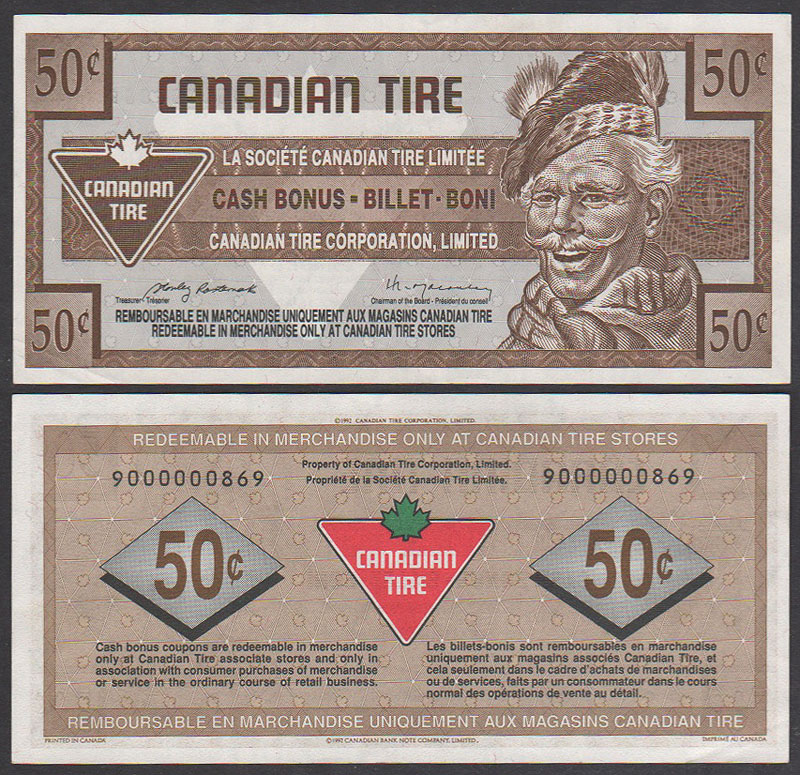 50¢
50¢
CANADIAN TIRE
LA SOCIÉTÉ CANADIAN TIRE LIMITÉE
CANADIAN
TIRE
CASH BONUS - BILLET - BONI
CANADIAN TIRE CORPORATION, LIMITED
Treasurer - Trésorier
Chairman of the Board - Président du conseil
50¢
50¢
REMBOURSABLE EN MARCHANDISE UNIQUEMENT AUX MAGASINS CANADIAN TIRE
REDEEMABLE IN MERCHANDISE ONLY AT CANADIAN TIRE STORES
©1992 CANADIAN TIRE CORPORATION, LIMITED.
REDEEMABLE IN MERCHANDISE ONLY AT CANADIAN TIRE STORES
Property of Canadian Tire Corporation, Limited.
Propriété de la Société Canadian Tire Limitée.
9000000869
9000000869
50¢
CANADIAN
TIRE
50¢
Cash bonus coupons are redeemable in merchandise
only at Canadian Tire associate stores and only in
association with consumer purchases of merchandise
or service in the ordinary course of retail business.
Les billets-bonis sont remboursables en marchandise
uniquement aux magasins associés Canadian Tire, et
cela seulement dans le cadre d'achats de marchandises
ou de services, faits par un consommateur dans le cours
normal des opérations de vente au détail.
REMBOURSABLE EN MARCHANDISE UNIQUEMENT AUX MAGASINS CANADIAN TIRE
PRINTED IN CANADA
©1992 CANADIAN BANK NOTE COMPANY, LIMITED.
IMPRIMÉ AU CANADA